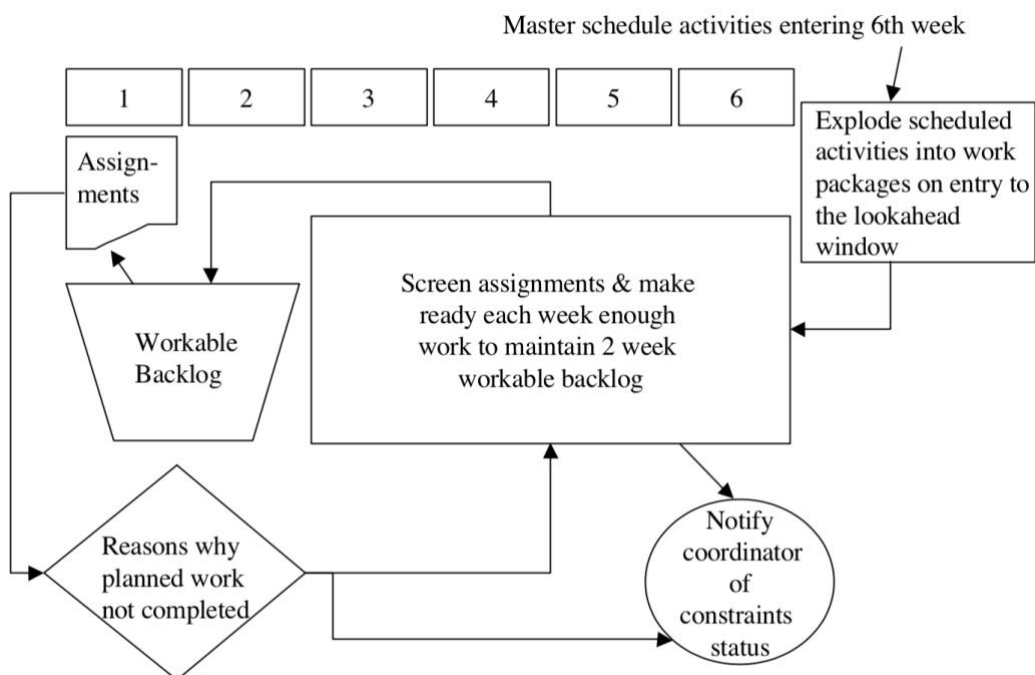 Master schedule activities entering 6th week
1 2 3 4 5 6
Explode scheduled
activities into work
packages on entry to
the lookahead
window
Assign-
ments
Screen assignments & make
ready each week enough
work to maintain 2 week
workable backlog
Workable
Backlog
Reasons why
planned work
not completed
Notify
coordinator
of
constraints
status